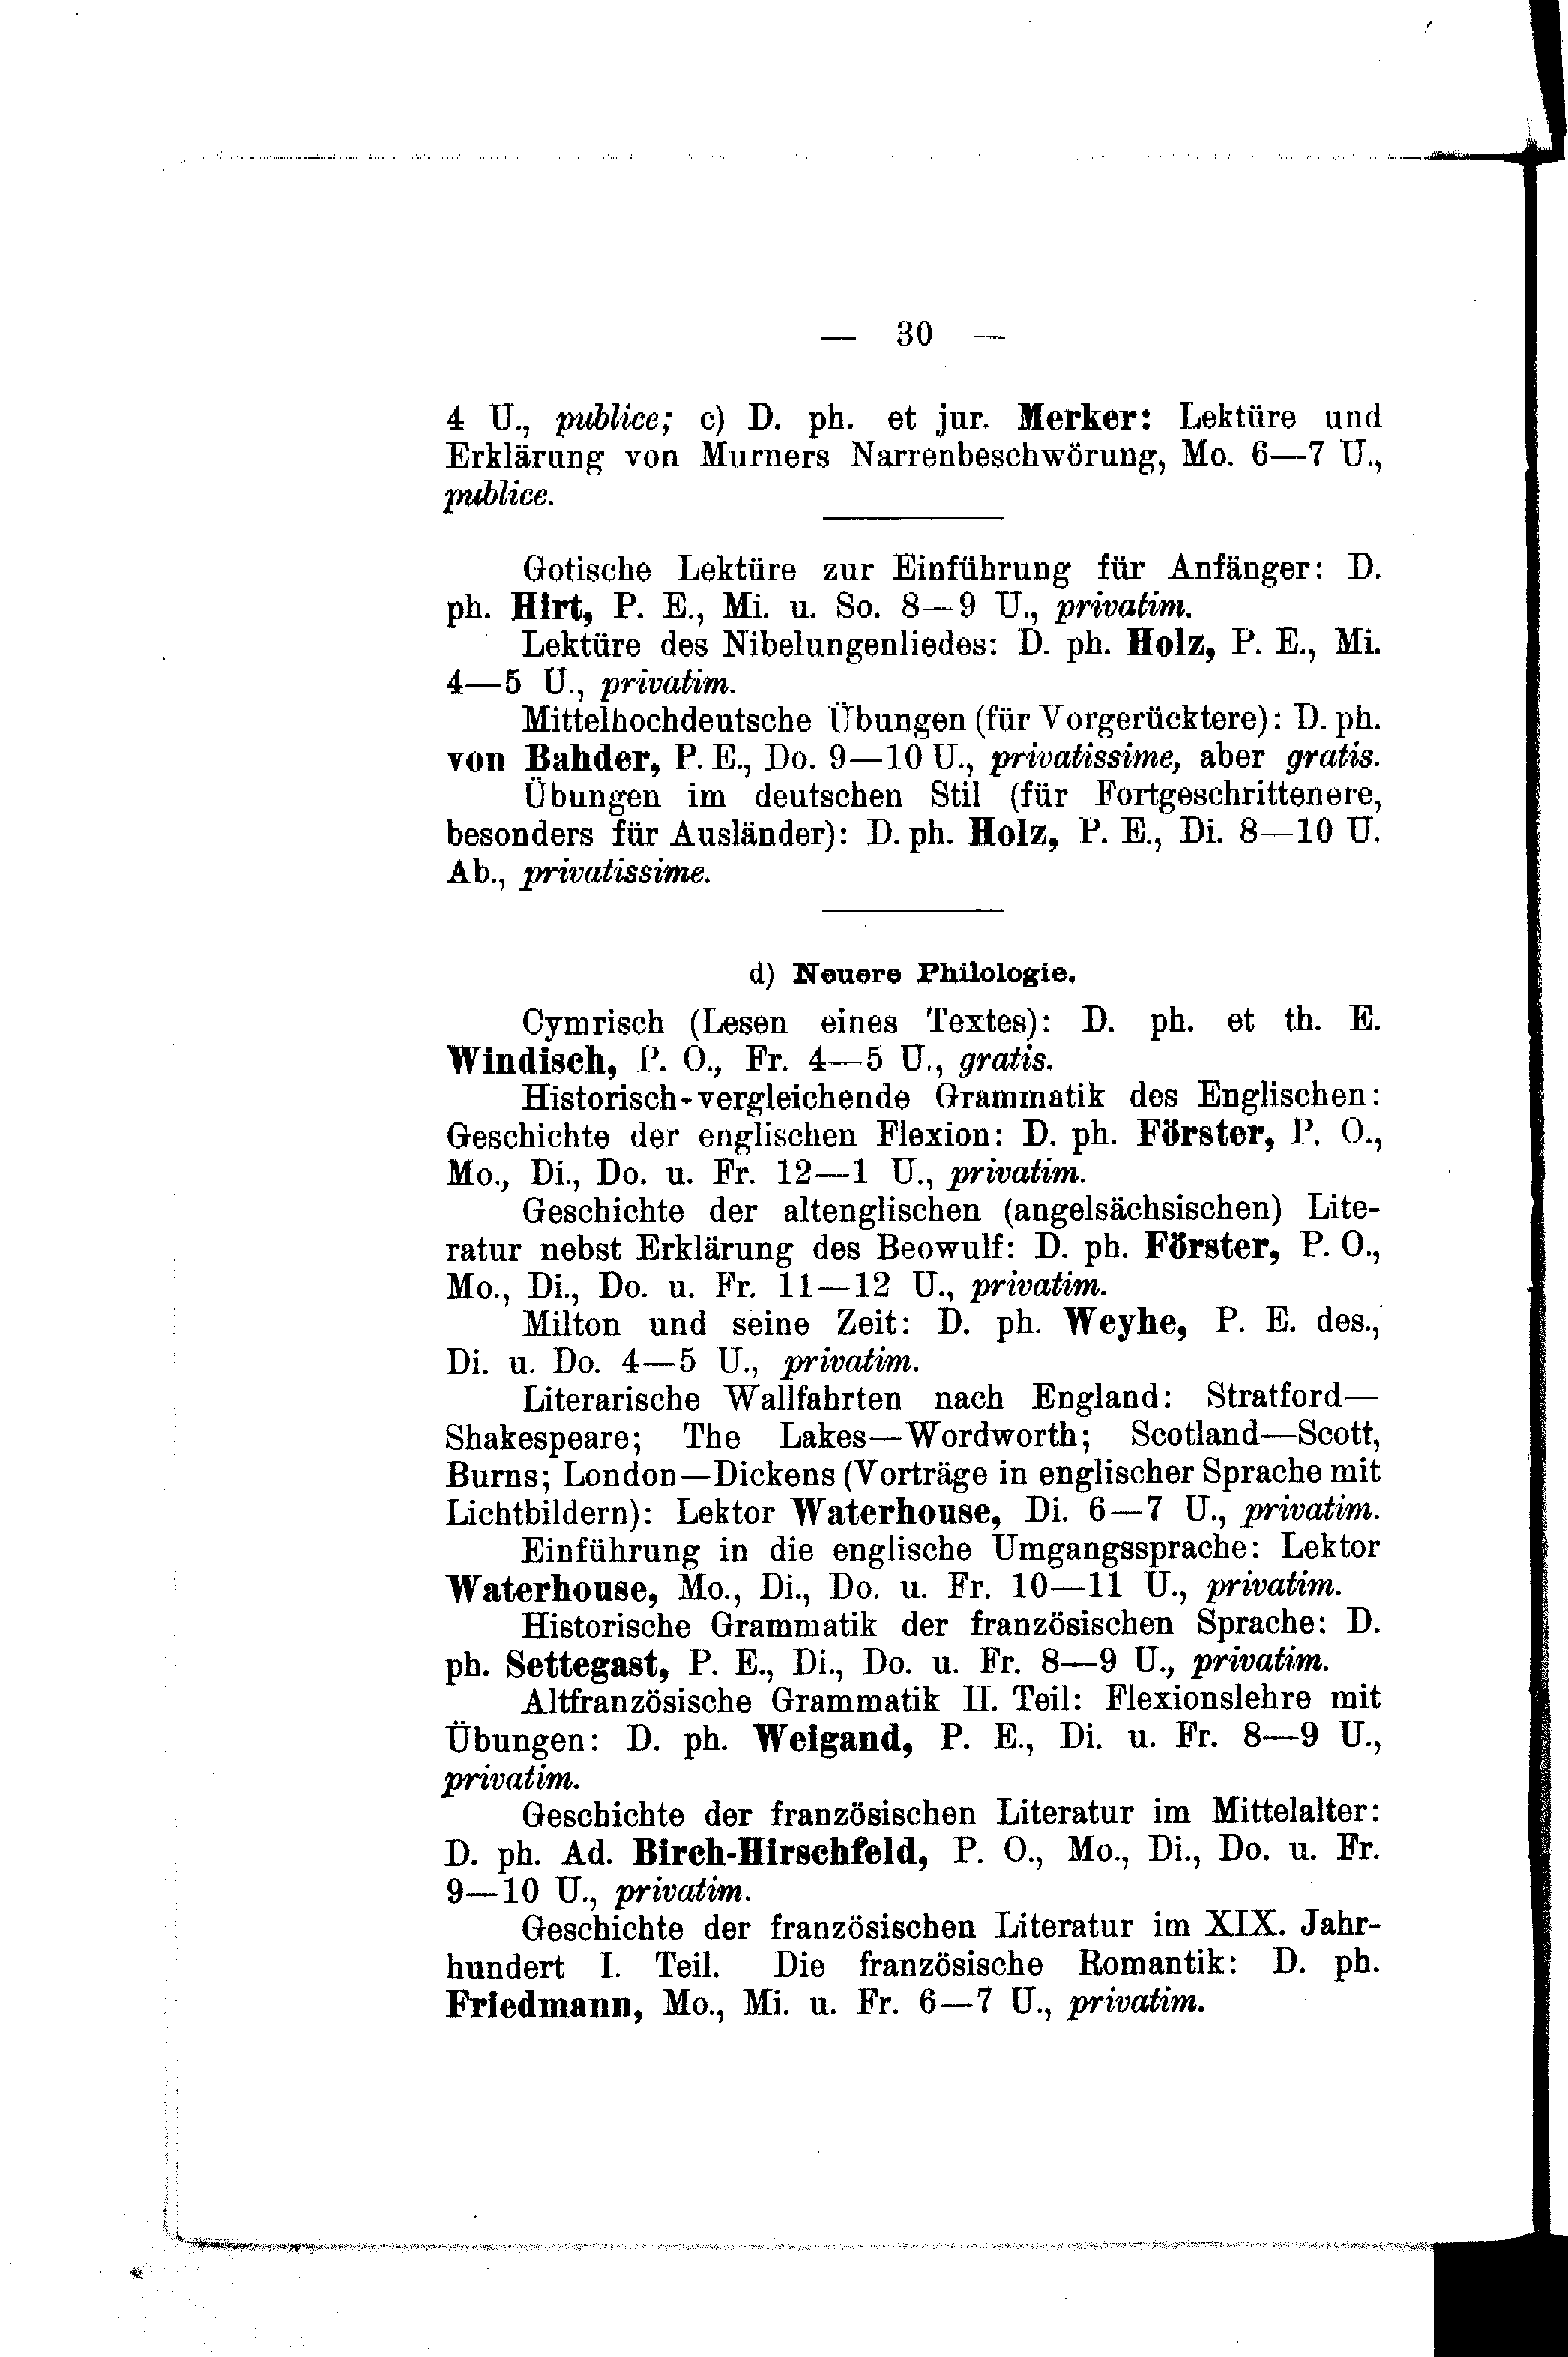 — 30 —
4 U., publice; c) D. ph. et jur. Merker: Lektüre und
Erklärung von Murners Narrenbeschwörung, Mo. 6—7 U.,
publice.
Gotische Lektüre zur Einführung für Anfänger: D.
ph. Hirt, P. E., Mi. u. So. 8—9 U., privatim.
Lektüre des Nibelungenliedes: D. ph. Holz, P. E., Mi.
4—5 U., privatim.
Mittelhochdeutsche Übungen (für Vorgerücktere): D. ph.
von Bahder, P. E., Do. 9—10 U., privatissime, aber gratis.
Übungen im deutschen Stil (für Fortgeschrittenere,
besonders für Ausländer): D. ph. Holz, P. E., Di. 8—10 U.
Ab., privatissime.
d) Neuere Philologie.
Cymrisch (Lesen eines Textes): D. ph. et th. E.
Windisch, P. O., Fr. 4—5 U., gratis.
Historisch-vergleichende Grammatik des Englischen:
Geschichte der englischen Flexion: D. ph. Förster, P. O.,
Mo., Di., Do. u. Fr. 12—1 U., privatim.
Geschichte der altenglischen (angelsächsischen) Lite-
ratur nebst Erklärung des Beowulf: D. ph. Förster, P. O.,
Mo., Di., Do. u. Fr. 11—12 U., privatim.
Milton und seine Zeit: D. ph. Weyhe, P. E. des.,
Di. u. Do. 4—5 U., privatim.
Literarische Wallfahrten nach England: Stratford—
Shakespeare; The Lakes—Wordworth; Scotland—Scott,
Burns; London—Dickens (Vorträge in englischer Sprache mit
Lichtbildern): Lektor Waterhouse, Di. 6—7 U., privatim.
Einführung in die englische Umgangssprache: Lektor
Waterhouse, Mo., Di., Do. u. Fr. 10—11 U., privatim.
Historische Grammatik der französischen Sprache: D.
ph. Settegast, P. E., Di., Do. u. Fr. 8—9 U., privatim.
Altfranzösische Grammatik II. Teil: Flexionslehre mit
Übungen: D. ph. Weigand, P. E., Di. u. Fr. 8—9 U.,
privatim.
Geschichte der französischen Literatur im Mittelalter:
D. ph. Ad. Birch-Hirschfeld, P. O., Mo., Di., Do. u. Fr.
9—10 U., privatim.
Geschichte der französischen Literatur im XIX. Jahr-
hundert I. Teil. Die französische Romantik: D. ph.
Friedmann, Mo., Mi. u. Fr. 6—7 U., privatim.